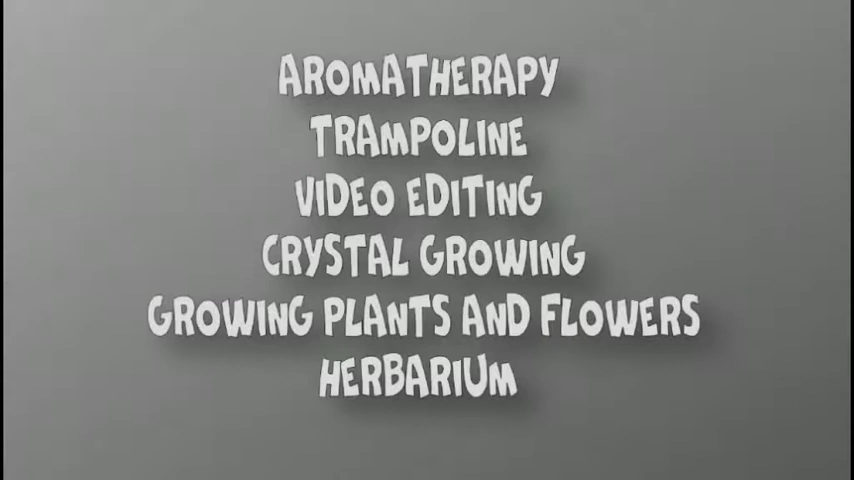 AROMATHERAPY
TRAMPOLINE
VIDEO EDITING
CRYSTAL GROWING
GROWING PLANTS AND FLOWERS
HERBARIUM